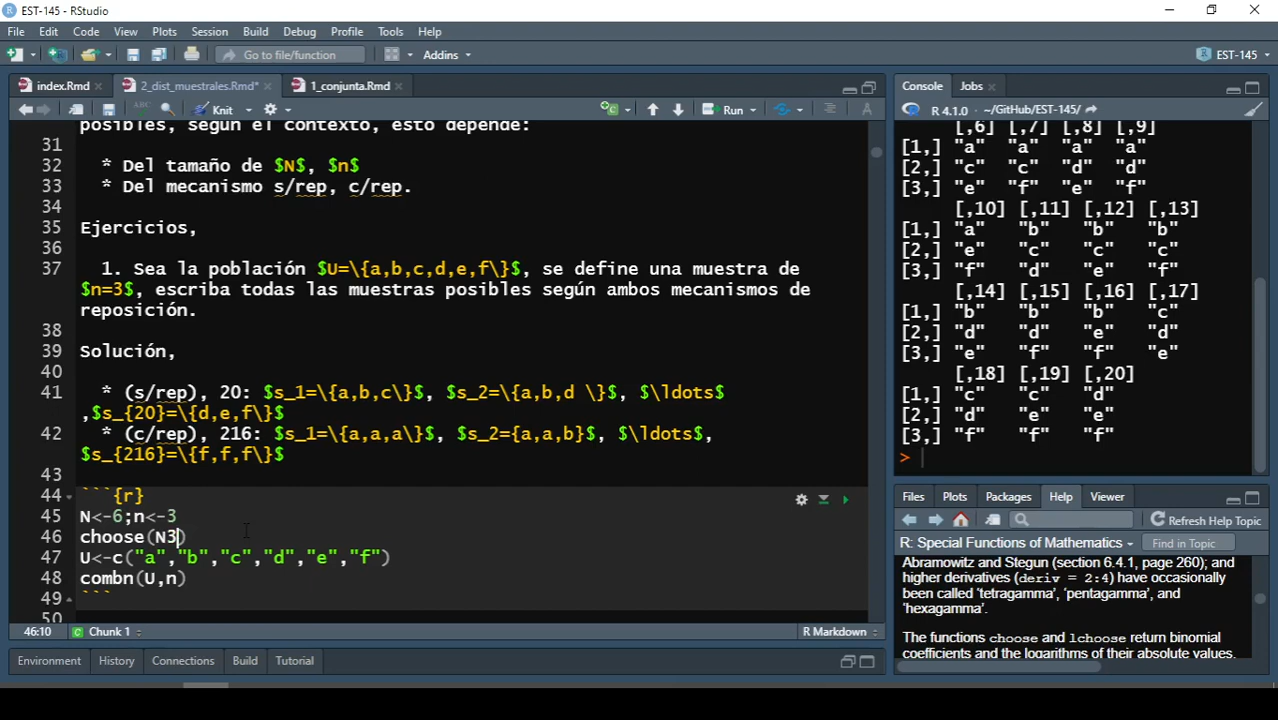 EST-145 - RStudio
File Edit Code View Plots Session Build Debug Profile Tools Help
Go to file/function Addins EST-145
index.Rmd 2_dist_muestrales.Rmd* 1_conjunta.Rmd
ABC Knit Run
posibles, según el contexto, esto depende:
31
32 * Del tamaño de $N$, $n$
33 * Del mecanismo s/rep, c/rep.
34
35 Ejercicios,
36
37 1. Sea la población $U=\{a,b,c,d,e,f\}$, se define una muestra de
$n=3$, escriba todas las muestras posibles según ambos mecanismos de
reposición.
38
39 Solución,
40
41 * (s/rep), 20: $s_1=\{a,b,c\}$, $s_2=\{a,b,d \}$, $\ldots$
,$s_{20}=\{d,e,f\}$
42 * (c/rep), 216: $s_1=\{a,a,a\}$, $s_2={a,a,b}$, $\ldots$,
$s_{216}=\{f,f,f\}$
43
44 ```{r}
45 N<-6;n<-3
46 choose(N3)
47 U<-c("a","b","c","d","e","f")
48 combn(U,n)
49 ```
50
46:10 Chunk 1 R Markdown
Environment History Connections Build Tutorial
Console Jobs
R 4.1.0 · ~/GitHub/EST-145/
[,6] [,7] [,8] [,9]
[1,] "a" "a" "a" "a"
[2,] "c" "c" "d" "d"
[3,] "e" "f" "e" "f"
[,10] [,11] [,12] [,13]
[1,] "a" "b" "b" "b"
[2,] "e" "c" "c" "c"
[3,] "f" "d" "e" "f"
[,14] [,15] [,16] [,17]
[1,] "b" "b" "b" "c"
[2,] "d" "d" "e" "d"
[3,] "e" "f" "f" "e"
[,18] [,19] [,20]
[1,] "c" "c" "d"
[2,] "d" "e" "e"
[3,] "f" "f" "f"
>
Files Plots Packages Help Viewer
Refresh Help Topic
R: Special Functions of Mathematics Find in Topic
Abramowitz and Stegun (section 6.4.1, page 260); and
higher derivatives (deriv = 2:4) have occasionally
been called ‘tetragamma’, ‘pentagamma’, and
‘hexagamma’.
The functions choose and lchoose return binomial
coefficients and the logarithms of their absolute values.